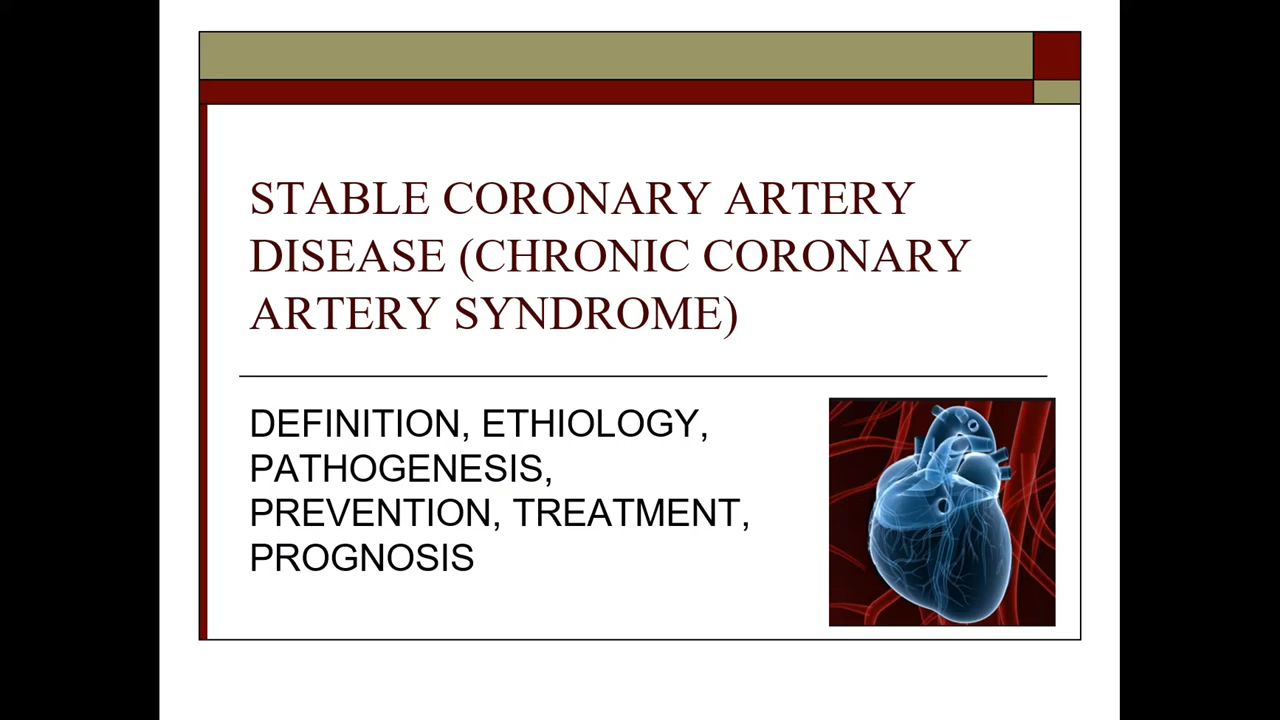 STABLE CORONARY ARTERY
DISEASE (CHRONIC CORONARY
ARTERY SYNDROME)
DEFINITION, ETHIOLOGY,
PATHOGENESIS,
PREVENTION, TREATMENT,
PROGNOSIS